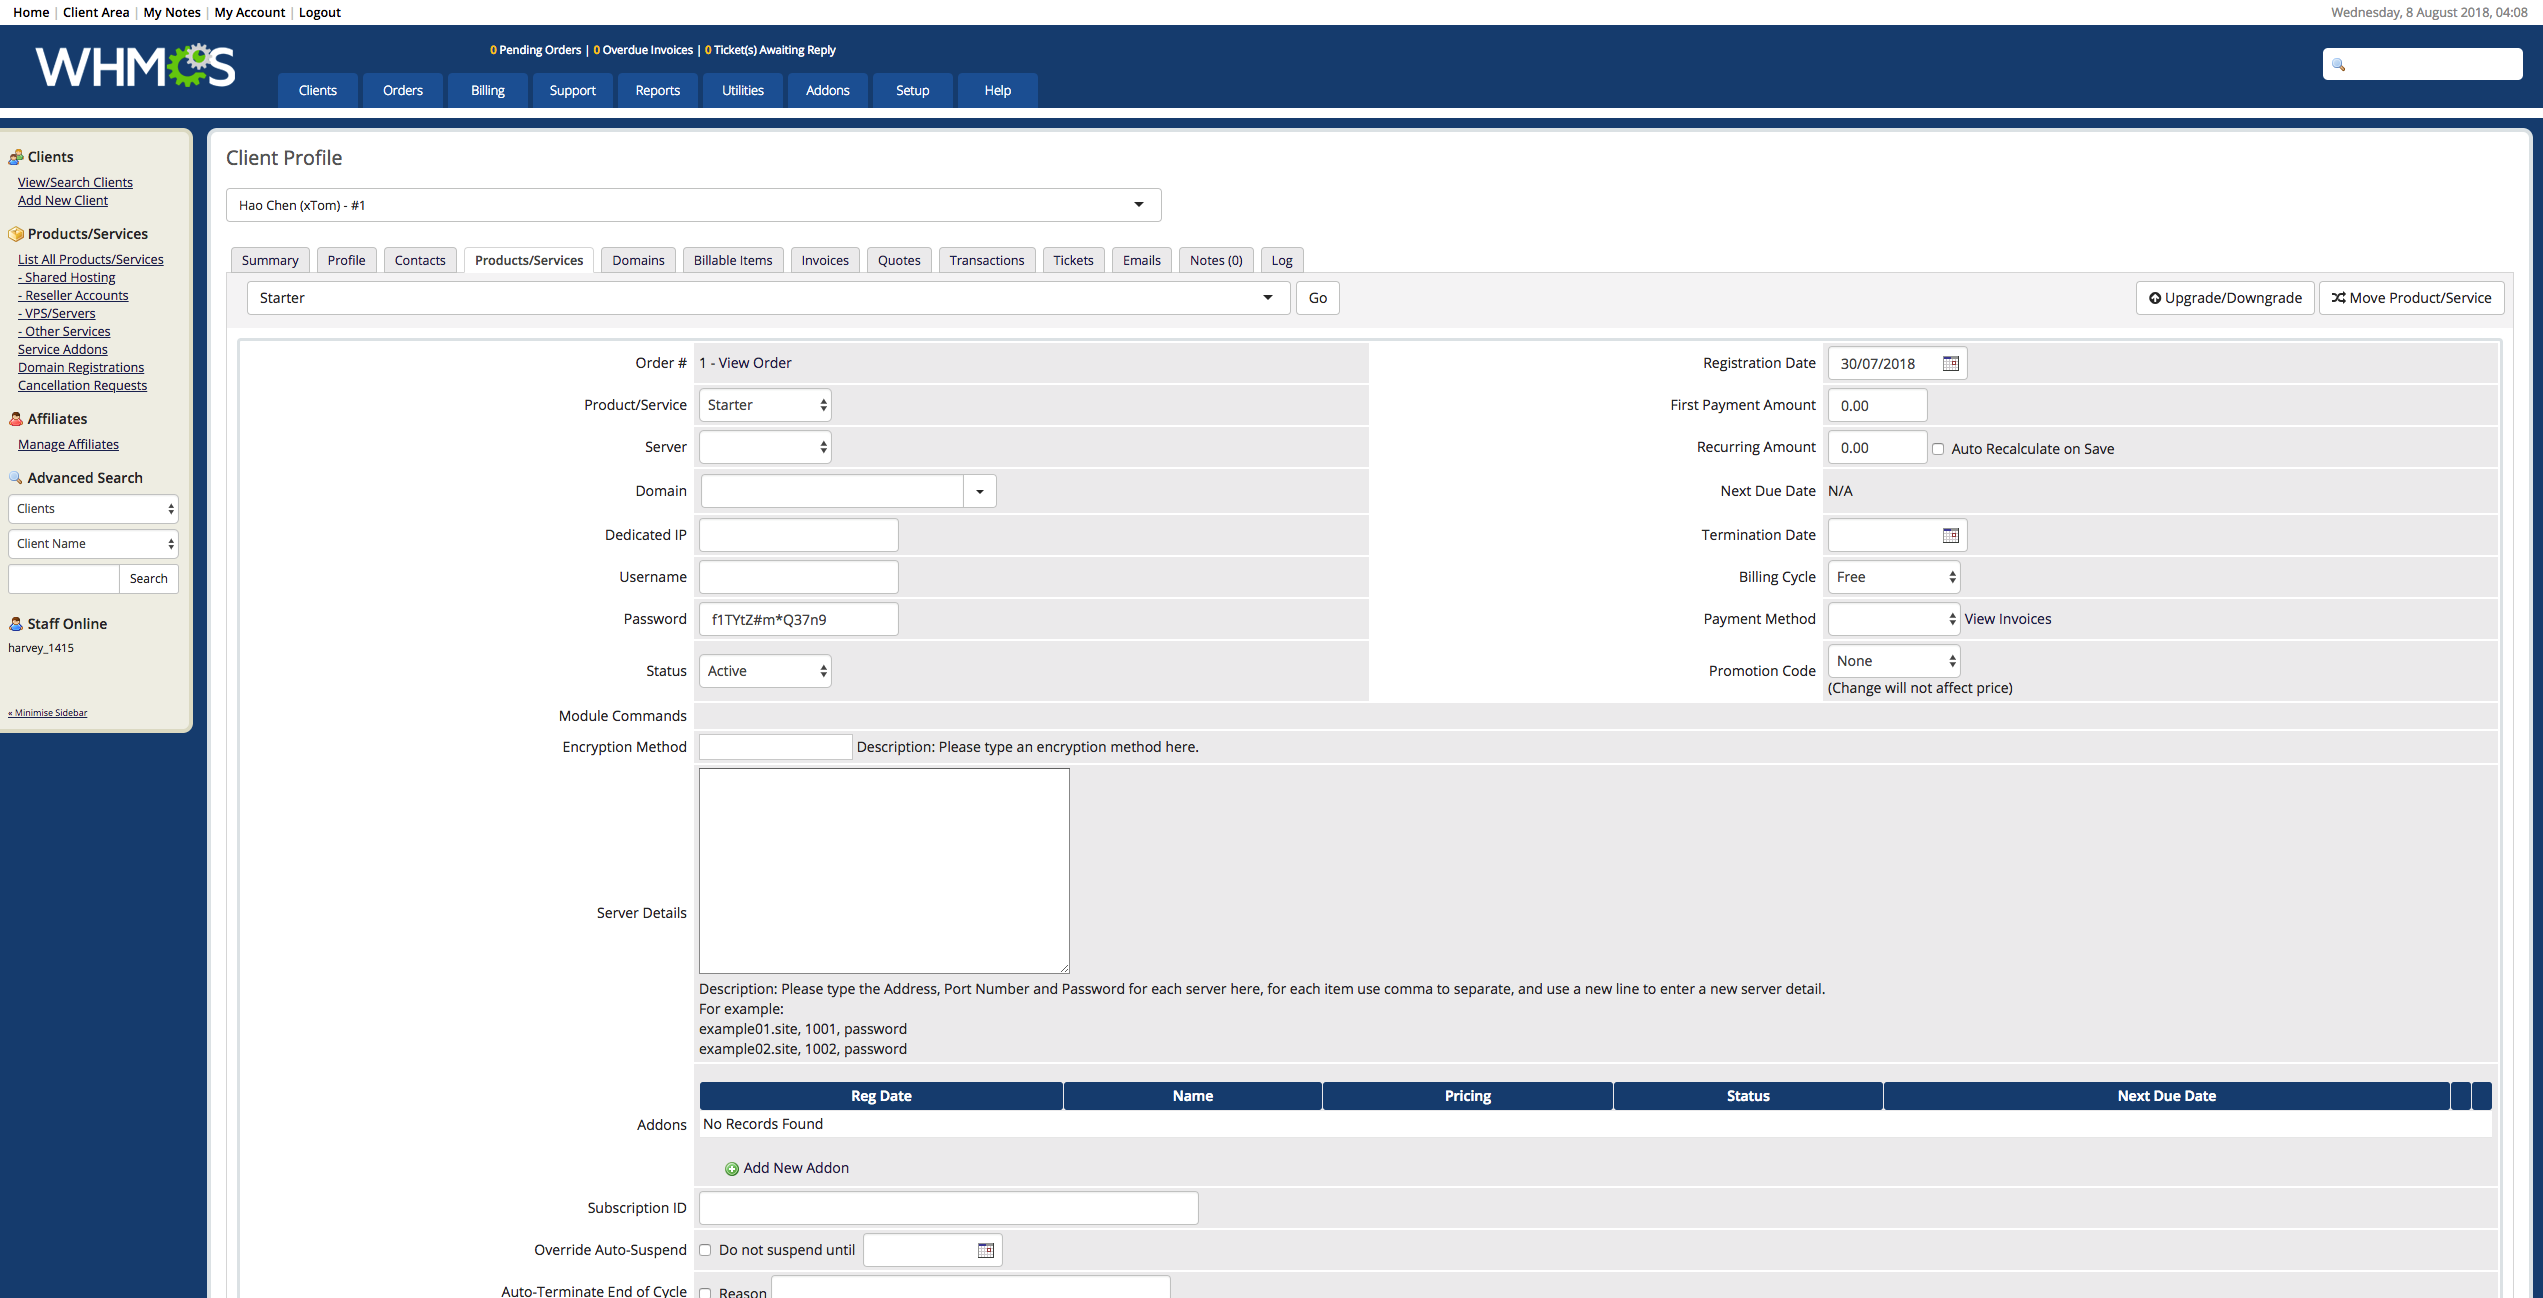 Home | Client Area | My Notes | My Account | Logout
Wednesday, 8 August 2018, 04:08
WHMCS
0 Pending Orders | 0 Overdue Invoices | 0 Ticket(s) Awaiting Reply
Clients Orders Billing Support Reports Utilities Addons Setup Help
Clients
View/Search Clients
Add New Client
Products/Services
List All Products/Services
- Shared Hosting
- Reseller Accounts
- VPS/Servers
- Other Services
Service Addons
Domain Registrations
Cancellation Requests
Affiliates
Manage Affiliates
Advanced Search
Clients
Client Name
Search
Staff Online
harvey_1415
« Minimise Sidebar
Client Profile
Hao Chen (xTom) - #1
Summary Profile Contacts Products/Services Domains Billable Items Invoices Quotes Transactions Tickets Emails Notes (0) Log
Starter Go Upgrade/Downgrade Move Product/Service
Order # 1 - View Order
Registration Date 30/07/2018
Product/Service Starter
First Payment Amount 0.00
Server
Recurring Amount 0.00 Auto Recalculate on Save
Domain
Next Due Date N/A
Dedicated IP
Termination Date
Username
Billing Cycle Free
Password f1TYtZ#m*Q37n9
Payment Method View Invoices
Status Active
Promotion Code None
(Change will not affect price)
Module Commands
Encryption Method Description: Please type an encryption method here.
Server Details
Description: Please type the Address, Port Number and Password for each server here, for each item use comma to separate, and use a new line to enter a new server detail.
For example:
example01.site, 1001, password
example02.site, 1002, password
Reg Date Name Pricing Status Next Due Date
Addons No Records Found
Add New Addon
Subscription ID
Override Auto-Suspend Do not suspend until
Auto-Terminate End of Cycle Reason